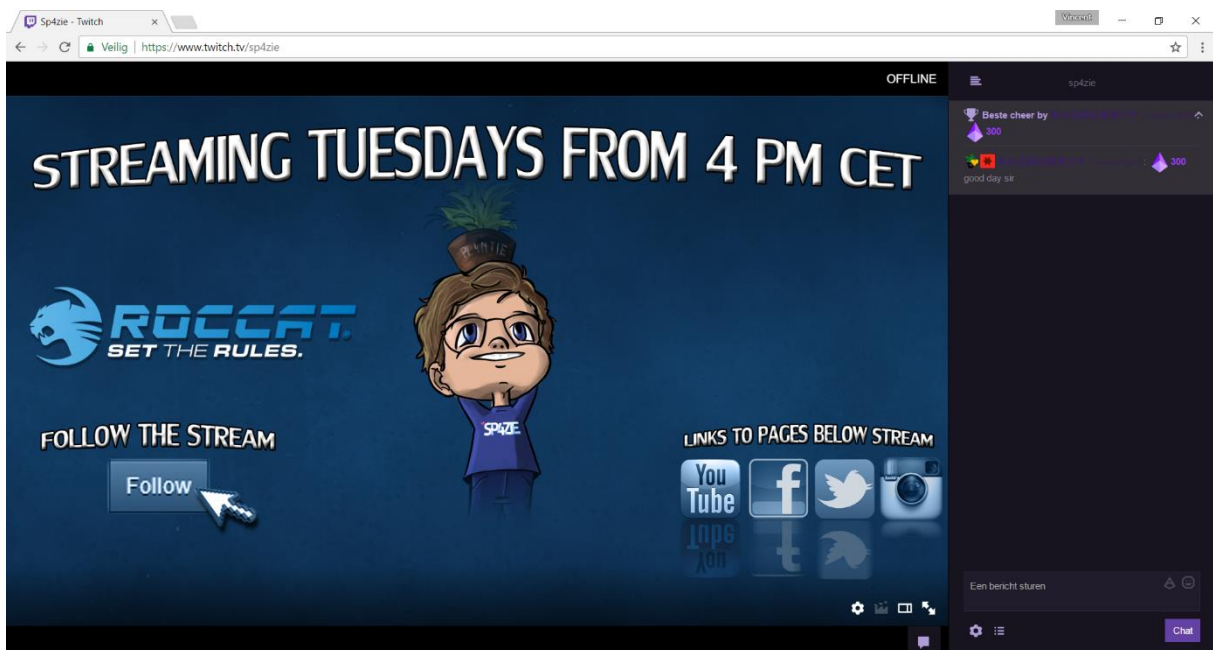 Sp4zie - Twitch
Vincent
Veilig | https://www.twitch.tv/sp4zie
OFFLINE
sp4zie
STREAMING TUESDAYS FROM 4 PM CET
Beste cheer by
300
: 300
good day sir
ROCCAT.
SET THE RULES.
SP4ZIE
FOLLOW THE STREAM
Follow
LINKS TO PAGES BELOW STREAM
You
Tube
f
Een bericht sturen
Chat